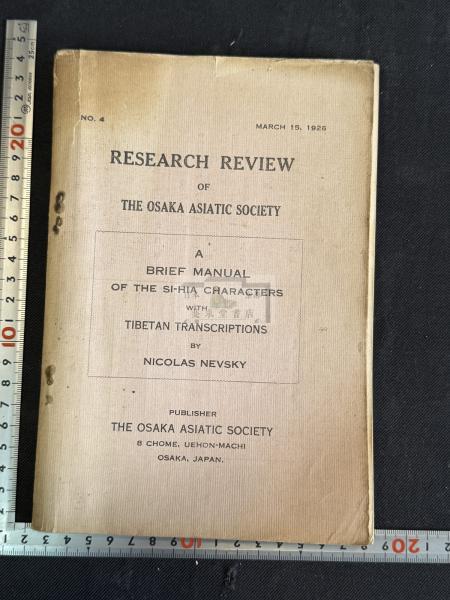 NO. 4
MARCH 15, 1926
RESEARCH REVIEW
OF
THE OSAKA ASIATIC SOCIETY
A
BRIEF MANUAL
OF THE SI-HIA CHARACTERS
WITH
TIBETAN TRANSCRIPTIONS
BY
NICOLAS NEVSKY
PUBLISHER
THE OSAKA ASIATIC SOCIETY
8 CHOME, UEHON-MACHI
OSAKA, JAPAN.